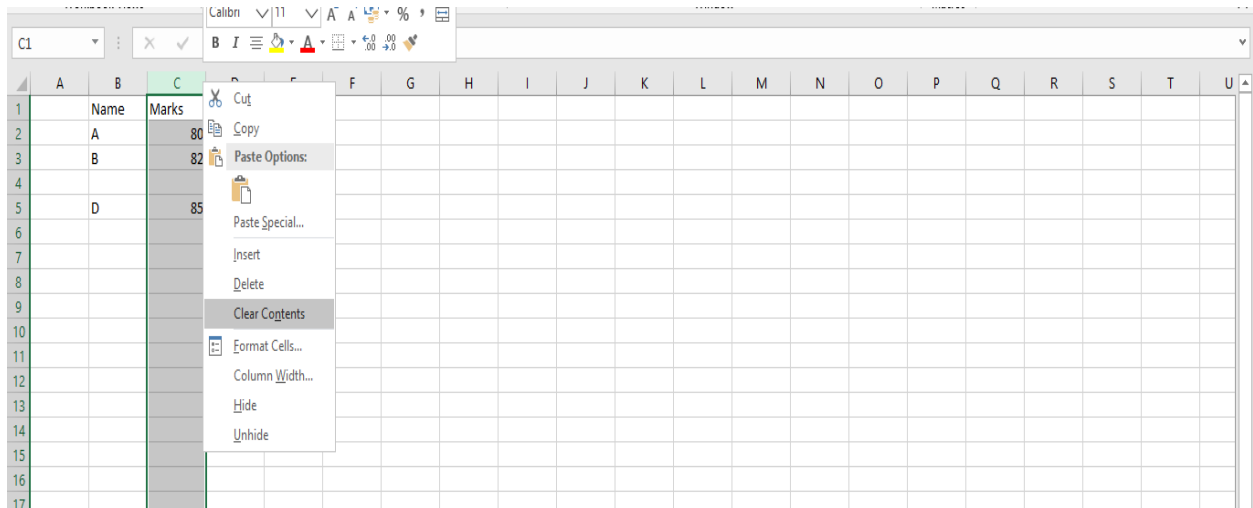 Calibri 11 A A % ,
C1
B I A .00 .00
A B C F G H I J K L M N O P Q R S T U
1 Name Marks
2 A 80
3 B 82
4
5 D 85
6
7
8
9
10
11
12
13
14
15
16
17
Cut
Copy
Paste Options:
Paste Special...
Insert
Delete
Clear Contents
Format Cells...
Column Width...
Hide
Unhide